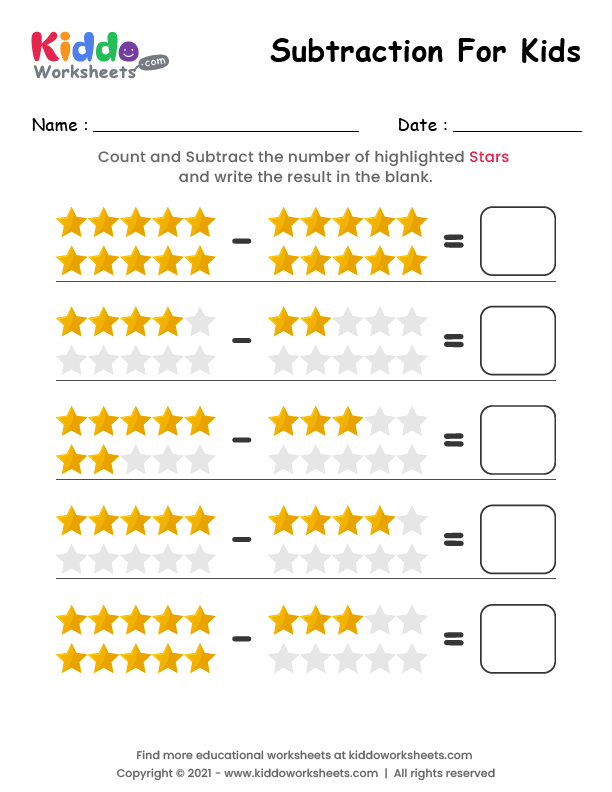 Kiddo
Worksheets .com
Subtraction For Kids
Name : Date :
Count and Subtract the number of highlighted Stars
and write the result in the blank.
- =
- =
- =
- =
- =
Find more educational worksheets at kiddoworksheets.com
Copyright © 2021 - www.kiddoworksheets.com | All rights reserved